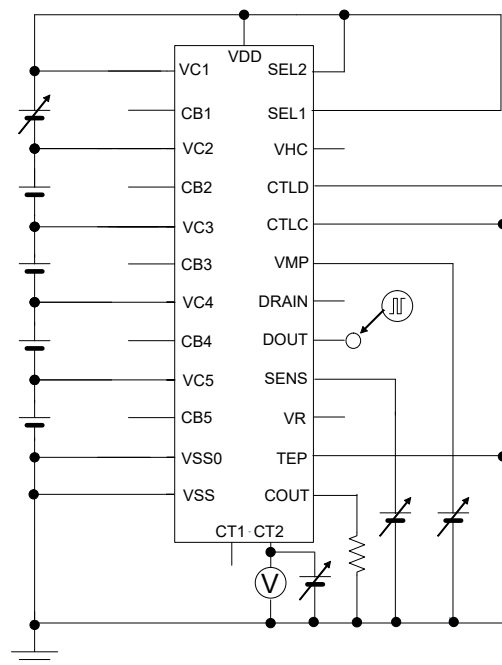 VDD
VC1 SEL2
CB1 SEL1
VC2 VHC
CB2 CTLD
VC3 CTLC
CB3 VMP
VC4 DRAIN
CB4 DOUT
VC5 SENS
CB5 VR
VSS0 TEP
VSS COUT
CT1 CT2
V